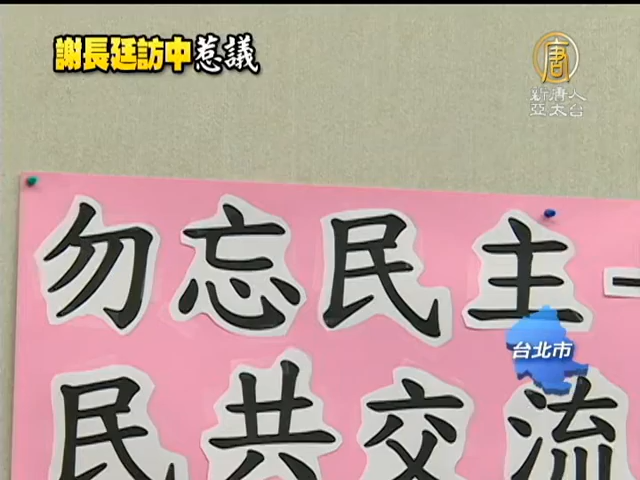 謝長廷訪中惹議
唐
新唐人
亞太台
勿忘民主
台北市
民共交流